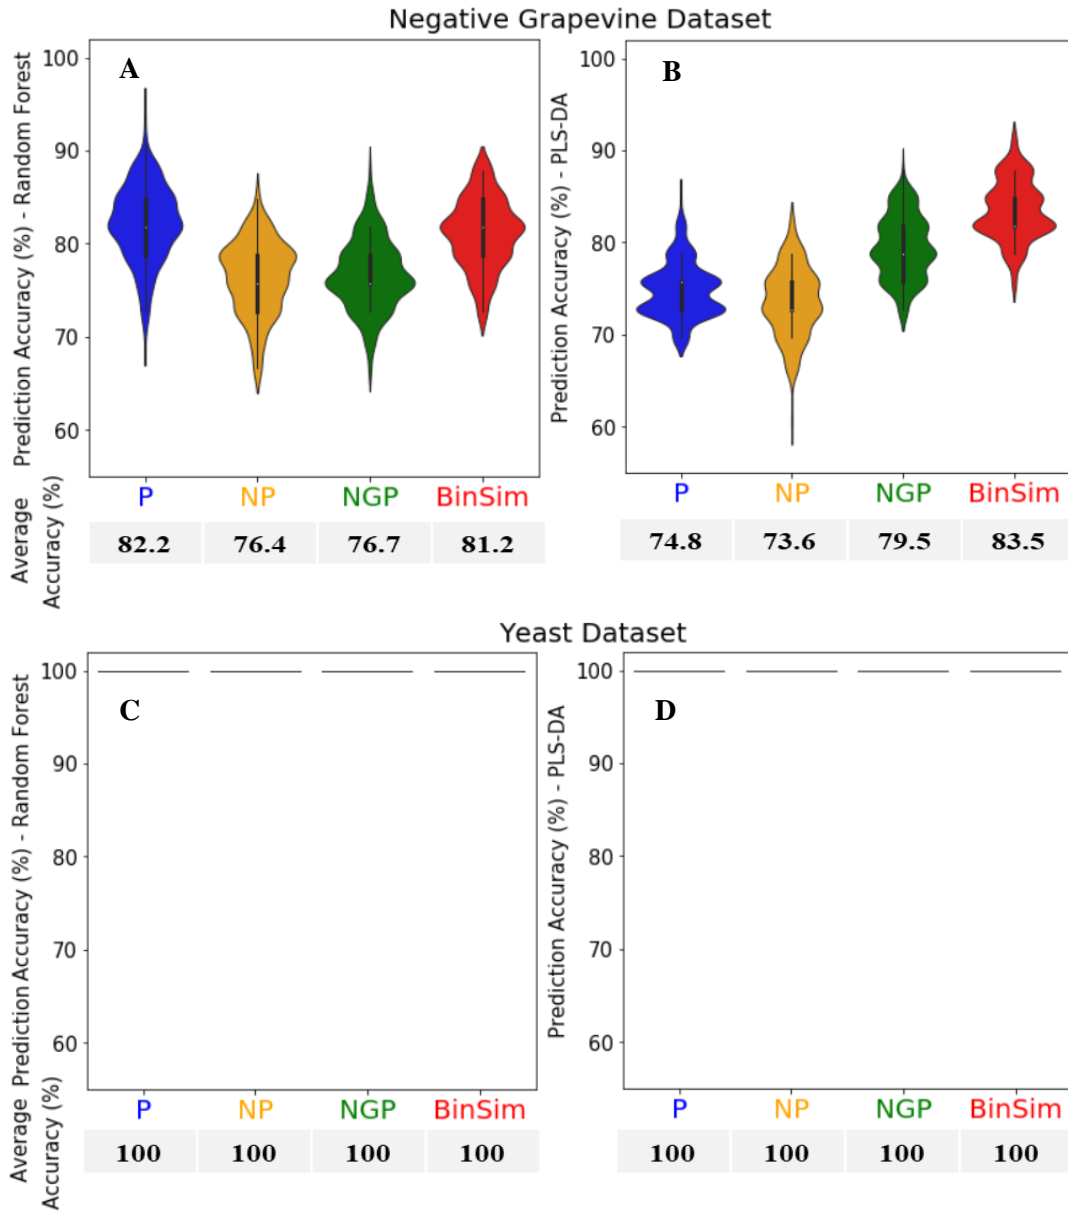 Negative Grapevine Dataset
A
B
Prediction Accuracy (%) - Random Forest
100
90
80
70
60
Prediction Accuracy (%) - PLS-DA
100
90
80
70
60
P NP NGP BinSim
P NP NGP BinSim
Average
Accuracy (%)
82.2 76.4 76.7 81.2
74.8 73.6 79.5 83.5
Yeast Dataset
C
D
Prediction Accuracy (%) - Random Forest
100
90
80
70
60
Prediction Accuracy (%) - PLS-DA
100
90
80
70
60
P NP NGP BinSim
P NP NGP BinSim
Average
Accuracy (%)
100 100 100 100
100 100 100 100